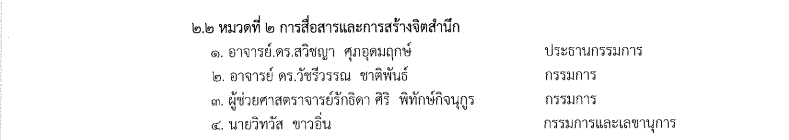 ๒.๒ หมวดที่ ๒ การสื่อสารและการสร้างจิตสำนึก
๑. อาจารย์.ดร.สวิชญา ศุภอุดมฤกษ์ ประธานกรรมการ
๒. อาจารย์ ดร.วัชรีวรรณ ชาติพันธ์ กรรมการ
๓. ผู้ช่วยศาสตราจารย์รักธิดา ศิริ พิทักษ์กิจนุกูร กรรมการ
๔. นายวิทวัส ขาวอิ่น กรรมการและเลขานุการ